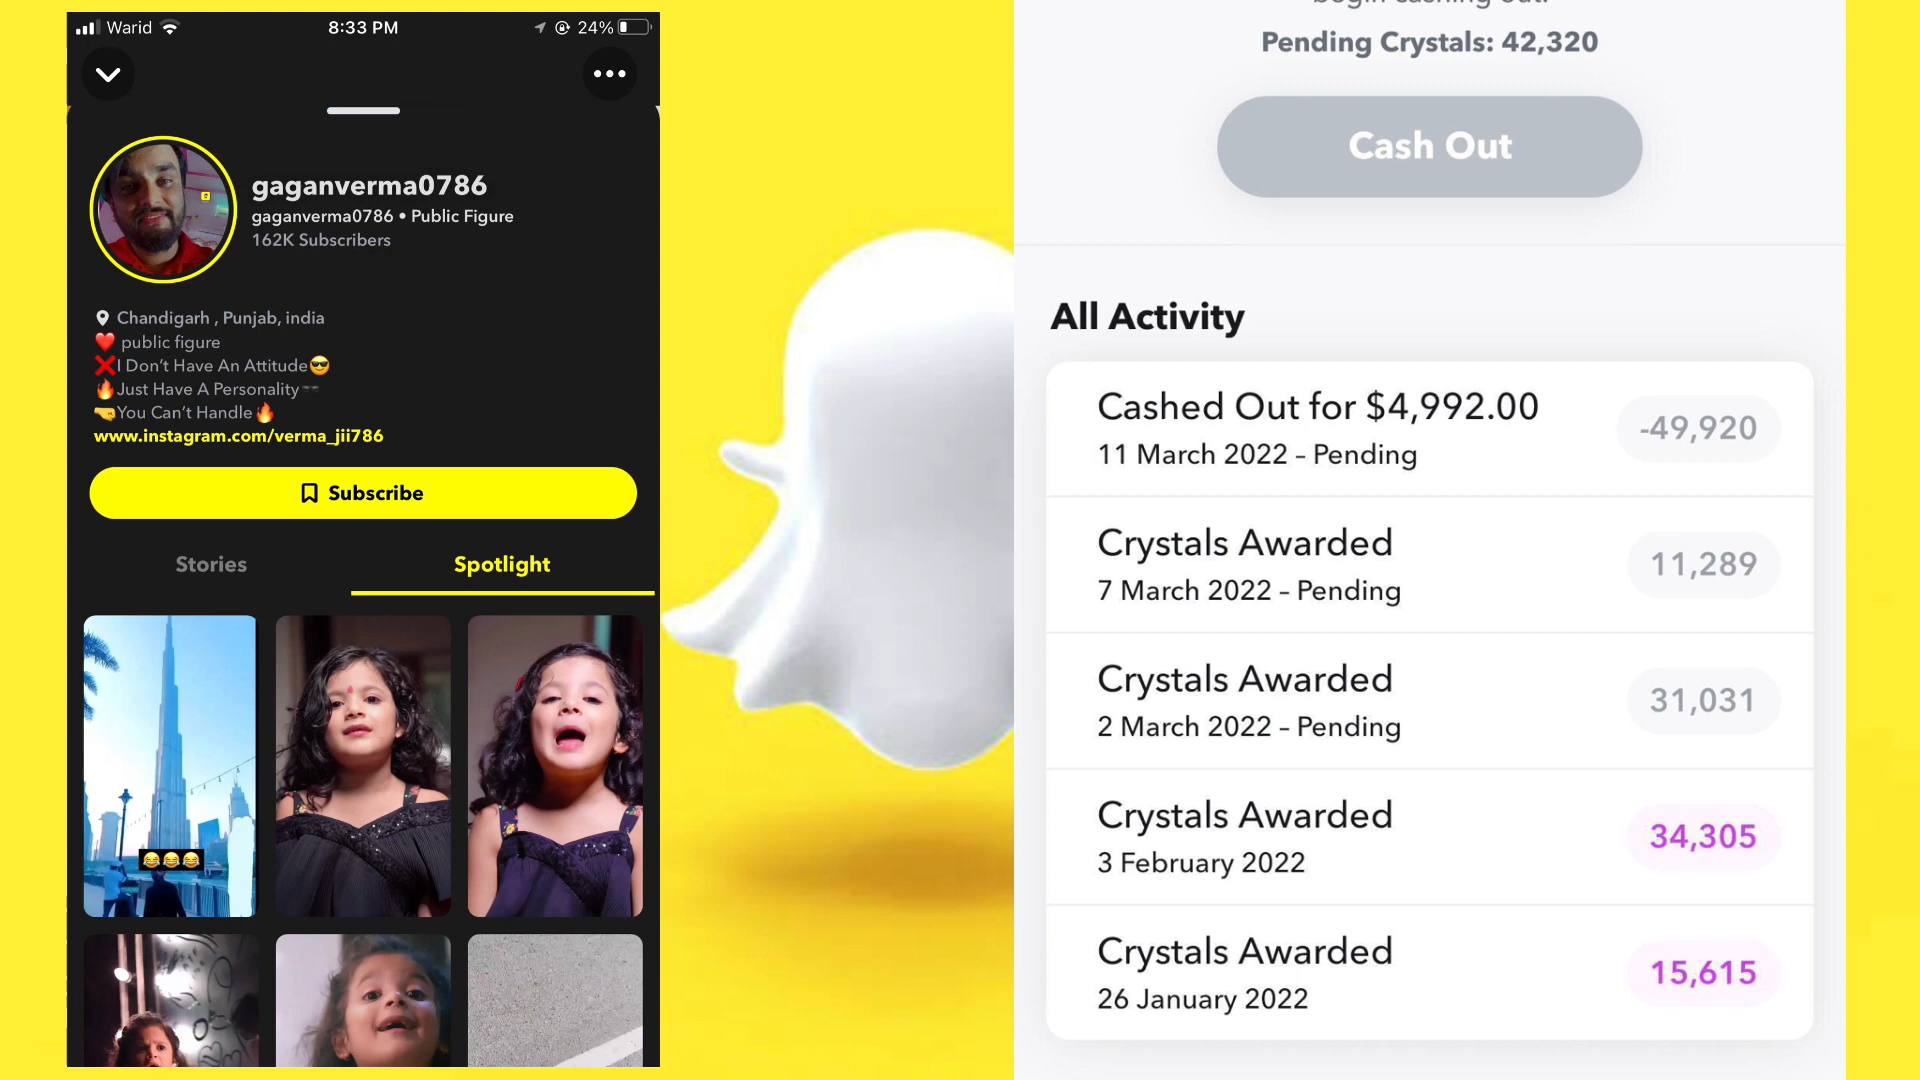 Warid
8:33 PM
24%
gaganverma0786
gaganverma0786 • Public Figure
162K Subscribers
Chandigarh , Punjab, india
❤️ public figure
❌I Don't Have An Attitude😎
🔥Just Have A Personality🕶️
🤜You Can't Handle🔥
www.instagram.com/verma_jii786
Subscribe
Stories
Spotlight
😂😂😂
begin cashing out.
Pending Crystals: 42,320
Cash Out
All Activity
Cashed Out for $4,992.00
-49,920
11 March 2022 – Pending
Crystals Awarded
11,289
7 March 2022 – Pending
Crystals Awarded
31,031
2 March 2022 – Pending
Crystals Awarded
34,305
3 February 2022
Crystals Awarded
15,615
26 January 2022